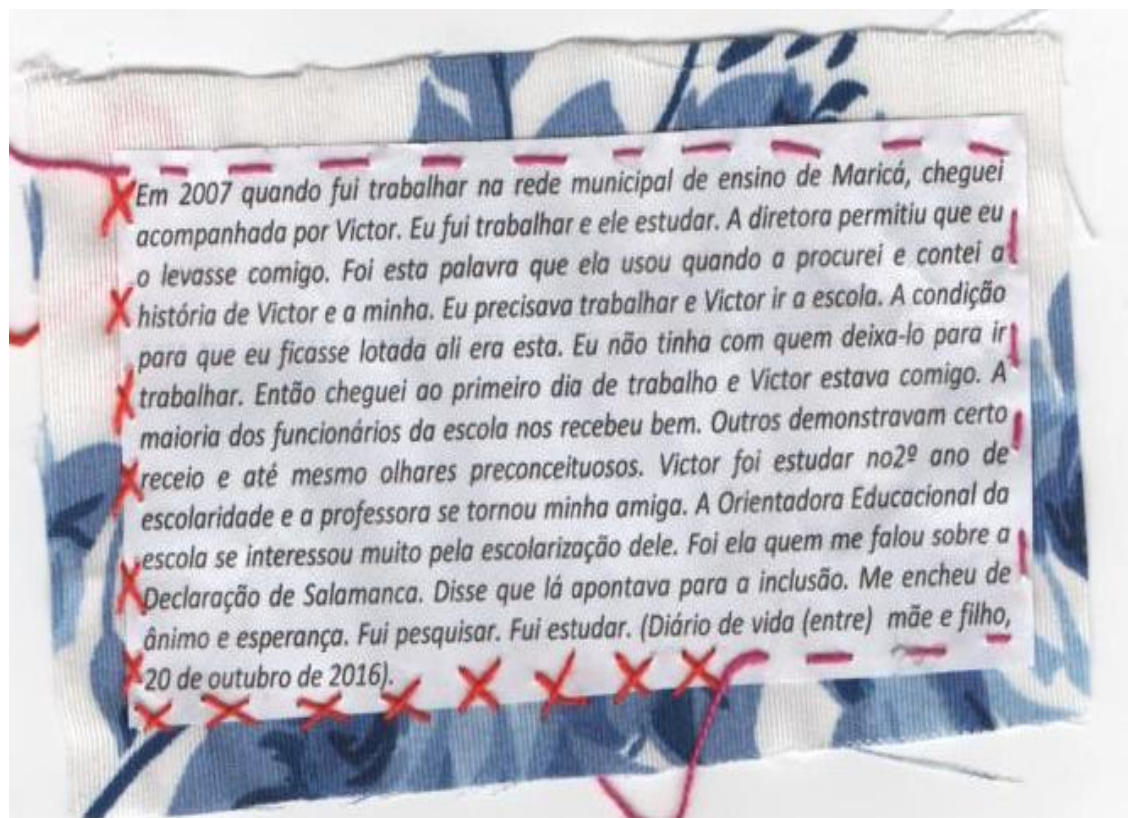 Em 2007 quando fui trabalhar na rede municipal de ensino de Maricá, cheguei
acompanhada por Victor. Eu fui trabalhar e ele estudar. A diretora permitiu que eu
o levasse comigo. Foi esta palavra que ela usou quando a procurei e contei a
história de Victor e a minha. Eu precisava trabalhar e Victor ir a escola. A condição
para que eu ficasse lotada ali era esta. Eu não tinha com quem deixa-lo para ir
trabalhar. Então cheguei ao primeiro dia de trabalho e Victor estava comigo. A
maioria dos funcionários da escola nos recebeu bem. Outros demonstravam certo
receio e até mesmo olhares preconceituosos. Victor foi estudar no2º ano de
escolaridade e a professora se tornou minha amiga. A Orientadora Educacional da
escola se interessou muito pela escolarização dele. Foi ela quem me falou sobre a
Declaração de Salamanca. Disse que lá apontava para a inclusão. Me encheu de
ânimo e esperança. Fui pesquisar. Fui estudar. (Diário de vida (entre) mãe e filho,
20 de outubro de 2016).